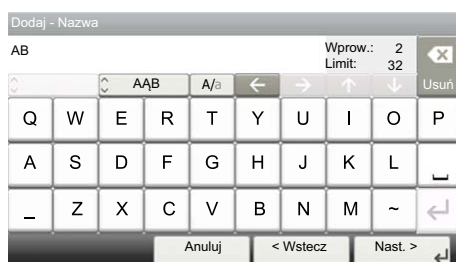 Dodaj - Nazwa
AB Wprow.: 2
Limit: 32
AĄB A/a Usuń
Q W E R T Y U I O P
A S D F G H J K L
_ Z X C V B N M ~
Anuluj < Wstecz Nast. >